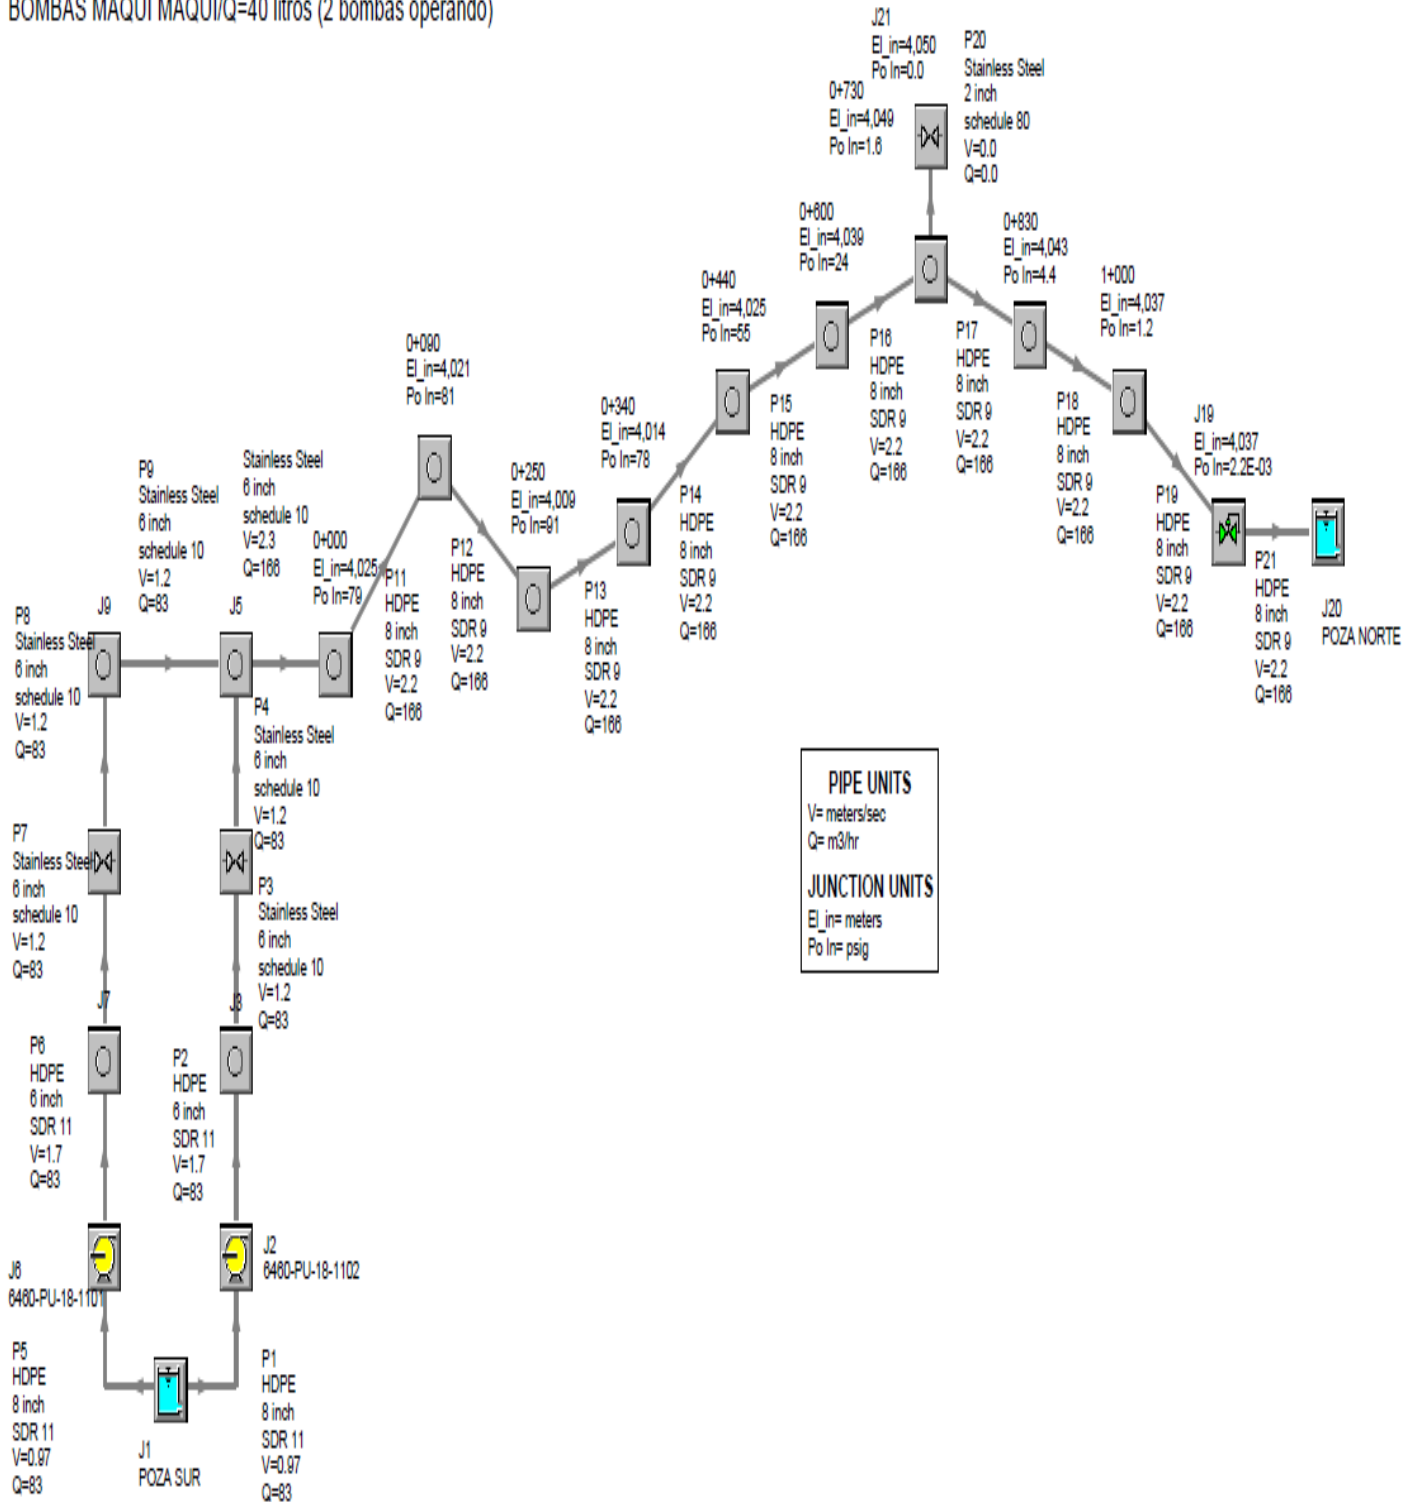 BOMBAS MAQUI MAQUI/Q=40 litros (2 bombas operando)
J21
El_in=4,050
Po In=0.0
P20
Stainless Steel
2 inch
schedule 80
V=0.0
Q=0.0
0+730
El_in=4,049
Po In=1.6
0+600
El_in=4,039
Po In=24
0+830
El_in=4,043
Po In=4.4
0+440
El_in=4,025
Po In=55
1+000
El_in=4,037
Po In=1.2
0+090
El_in=4,021
Po In=81
P16
HDPE
8 inch
SDR 9
V=2.2
Q=166
P17
HDPE
8 inch
SDR 9
V=2.2
Q=166
0+340
El_in=4,014
Po In=78
P15
HDPE
8 inch
SDR 9
V=2.2
Q=166
P18
HDPE
8 inch
SDR 9
V=2.2
Q=166
J19
El_in=4,037
Po In=2.2E-03
P9
Stainless Steel
6 inch
schedule 10
V=1.2
Q=83
Stainless Steel
6 inch
schedule 10
V=2.3
Q=166
0+250
El_in=4,009
Po In=91
P14
HDPE
8 inch
SDR 9
V=2.2
Q=166
P19
HDPE
8 inch
SDR 9
V=2.2
Q=166
0+000
El_in=4,025
Po In=79
P11
HDPE
8 inch
SDR 9
V=2.2
Q=166
P12
HDPE
8 inch
SDR 9
V=2.2
Q=166
P13
HDPE
8 inch
SDR 9
V=2.2
Q=166
P21
HDPE
8 inch
SDR 9
V=2.2
Q=166
J20
POZA NORTE
P8
Stainless Steel
6 inch
schedule 10
V=1.2
Q=83
J9
J5
P4
Stainless Steel
6 inch
schedule 10
V=1.2
Q=83
PIPE UNITS
V= meters/sec
Q= m3/hr
JUNCTION UNITS
El_in= meters
Po In= psig
P7
Stainless Steel
6 inch
schedule 10
V=1.2
Q=83
P3
Stainless Steel
6 inch
schedule 10
V=1.2
Q=83
J7
J3
P6
HDPE
6 inch
SDR 11
V=1.7
Q=83
P2
HDPE
6 inch
SDR 11
V=1.7
Q=83
J6
6460-PU-18-1101
J2
6460-PU-18-1102
P5
HDPE
8 inch
SDR 11
V=0.97
Q=83
J1
POZA SUR
P1
HDPE
8 inch
SDR 11
V=0.97
Q=83